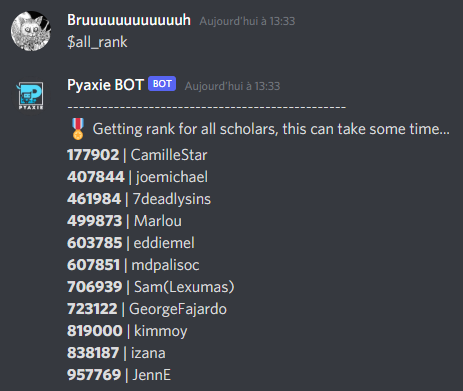 Bruuuuuuuuuuuuh Aujourd'hui à 13:33
$all_rank
PYAXIE
Pyaxie BOT BOT Aujourd'hui à 13:33
------------------------------------------------
Getting rank for all scholars, this can take some time...
177902 | CamilleStar
407844 | joemichael
461984 | 7deadlysins
499873 | Marlou
603785 | eddiemel
607851 | mdpalisoc
706939 | Sam(Lexumas)
723122 | GeorgeFajardo
819000 | kimmoy
838187 | izana
957769 | JennE